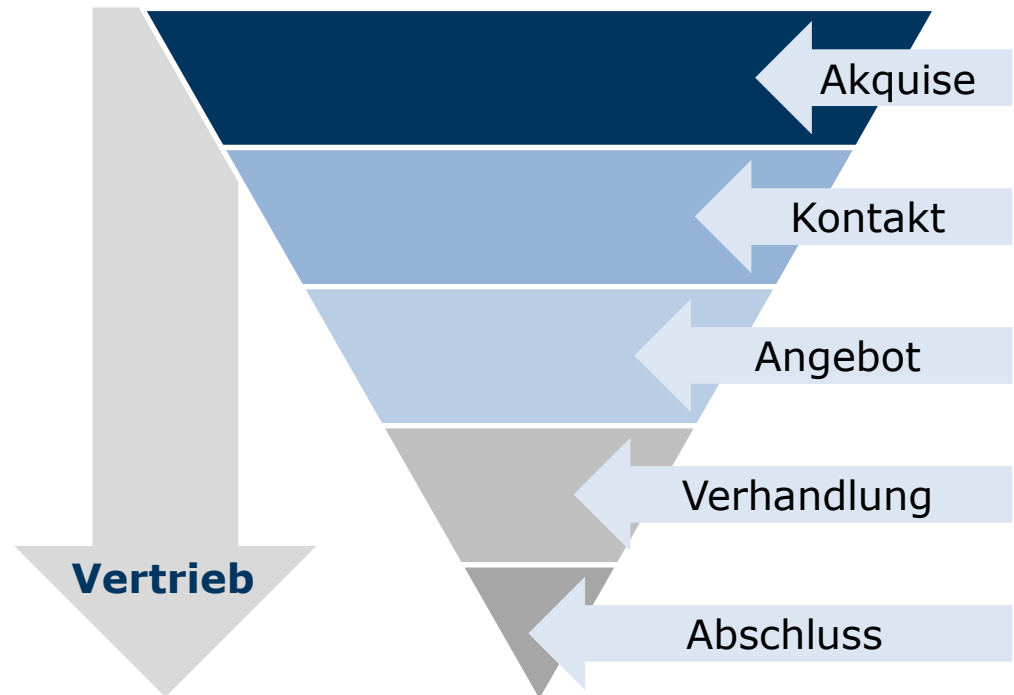 Akquise
Kontakt
Angebot
Verhandlung
Vertrieb
Abschluss